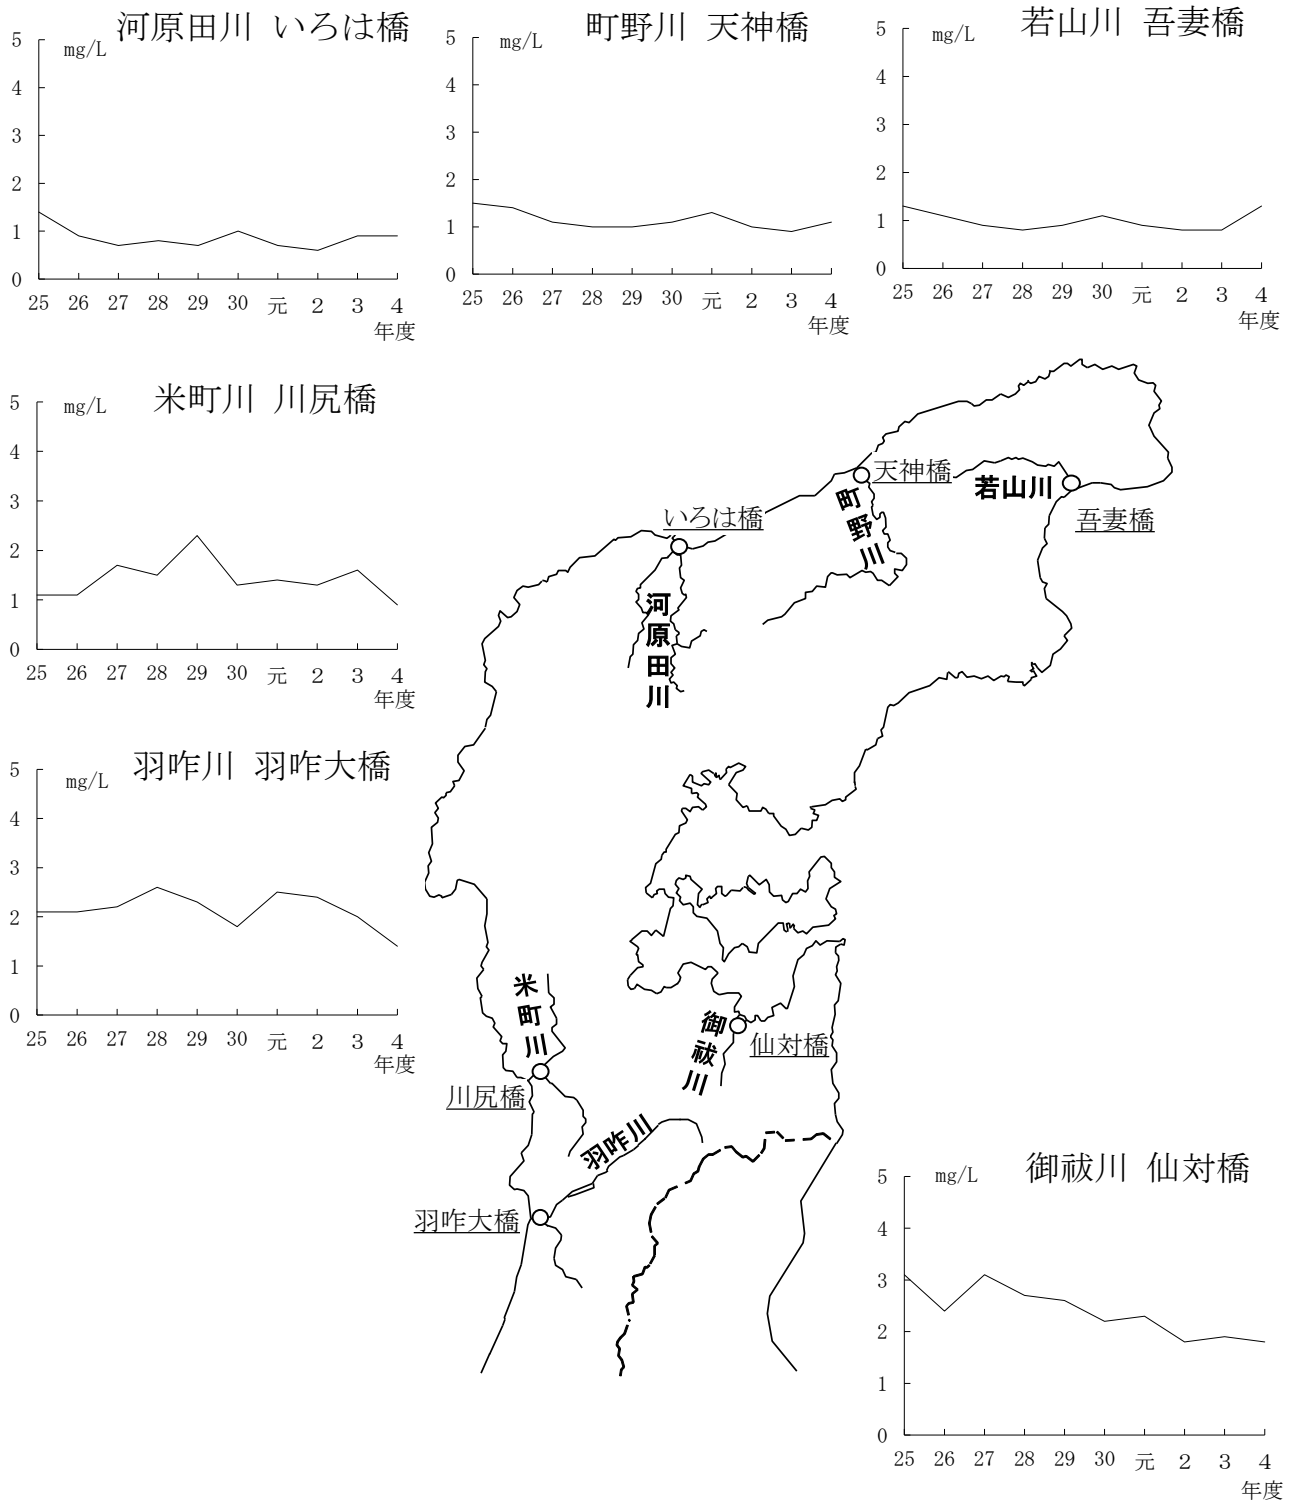 河原田川 いろは橋
mg/L
5
4
3
2
1
0
25 26 27 28 29 30 元 2 3 4
年度
町野川 天神橋
mg/L
5
4
3
2
1
0
25 26 27 28 29 30 元 2 3 4
年度
若山川 吾妻橋
mg/L
5
4
3
2
1
0
25 26 27 28 29 30 元 2 3 4
年度
米町川 川尻橋
mg/L
5
4
3
2
1
0
25 26 27 28 29 30 元 2 3 4
年度
羽咋川 羽咋大橋
mg/L
5
4
3
2
1
0
25 26 27 28 29 30 元 2 3 4
年度
天神橋
若山川
町野川
いろは橋
吾妻橋
河原田川
米町川
御祓川
仙対橋
川尻橋
羽咋川
羽咋大橋
御祓川 仙対橋
mg/L
5
4
3
2
1
0
25 26 27 28 29 30 元 2 3 4
年度